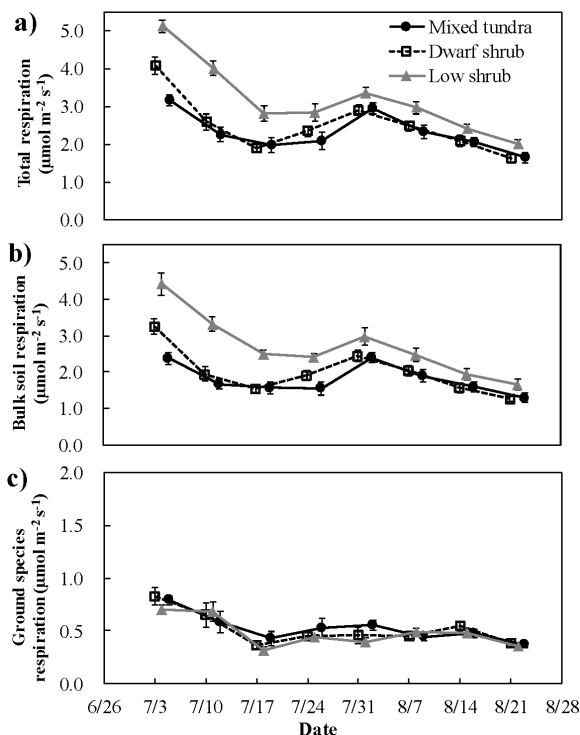 a)
Total respiration
(μmol m-2 s-1)
5.0
4.0
3.0
2.0
1.0
0.0
Mixed tundra
Dwarf shrub
Low shrub
b)
Bulk soil respiration
(μmol m-2 s-1)
5.0
4.0
3.0
2.0
1.0
0.0
c)
Ground species
respiration (μmol m-2 s-1)
2.0
1.5
1.0
0.5
0.0
6/26 7/3 7/10 7/17 7/24 7/31 8/7 8/14 8/21 8/28
Date